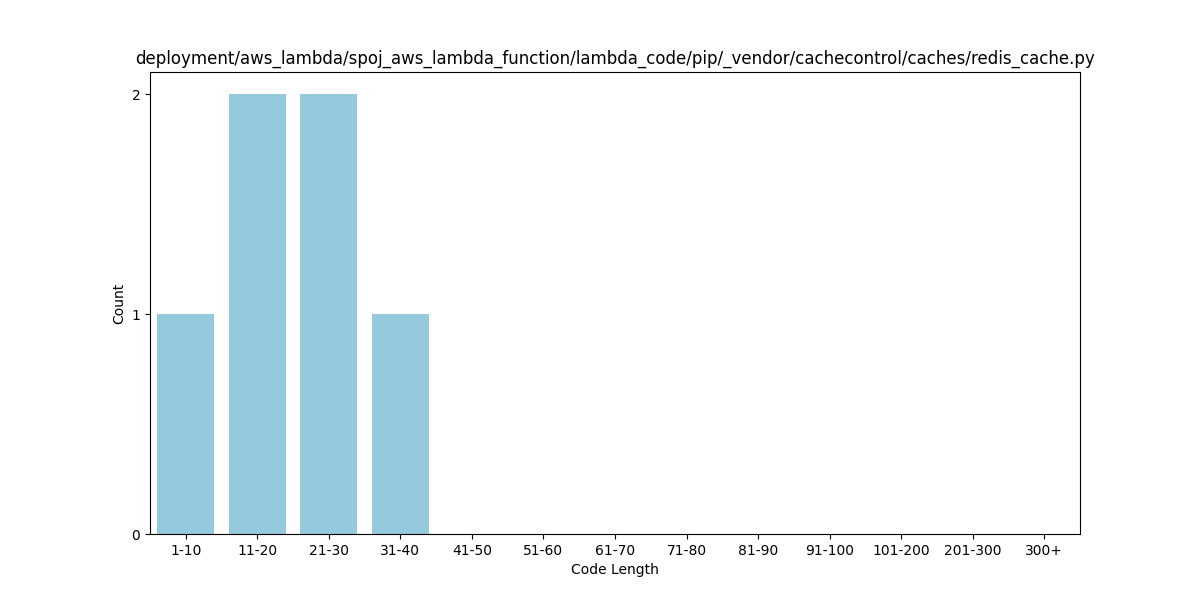 deployment/aws_lambda/spoj_aws_lambda_function/lambda_code/pip/_vendor/cachecontrol/caches/redis_cache.py
2
1
0
Count
1-10 11-20 21-30 31-40 41-50 51-60 61-70 71-80 81-90 91-100 101-200 201-300 300+
Code Length